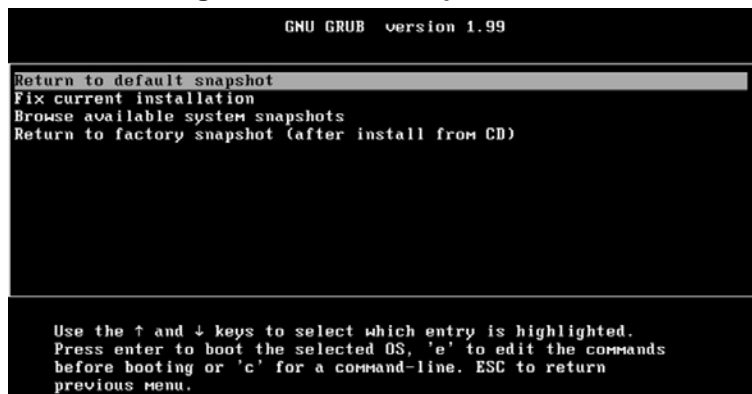 GNU GRUB version 1.99
Return to default snapshot
Fix current installation
Browse available system snapshots
Return to factory snapshot (after install from CD)
Use the ↑ and ↓ keys to select which entry is highlighted.
Press enter to boot the selected OS, 'e' to edit the commands
before booting or 'c' for a command-line. ESC to return
previous menu.